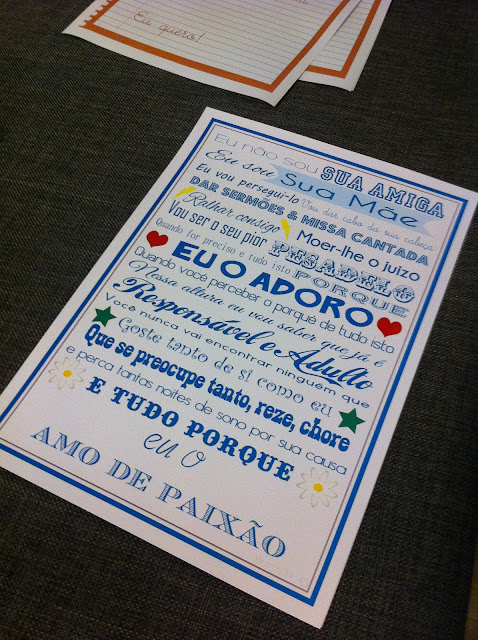 Eu quero!
Eu não sou SUA AMIGA
Eu sou Sua Mãe
Eu vou persegui-lo Vou dar cabo da sua cabeça
DAR SERMÕES & MISSA CANTADA
Ralhar consigo Moer-lhe o juízo
Vou ser o seu pior PESADELO
Quando for preciso e tudo isto PORQUE
EU O ADORO
Quando você perceber o porquê de tudo isto
Nessa altura eu vou saber que já é
Responsável e Adulto
Você nunca vai encontrar ninguém que
Goste tanto de si como eu
Que se preocupe tanto, reze, chore
e perca tantas noites de sono por sua causa
E TUDO PORQUE
eu o
AMO DE PAIXÃO